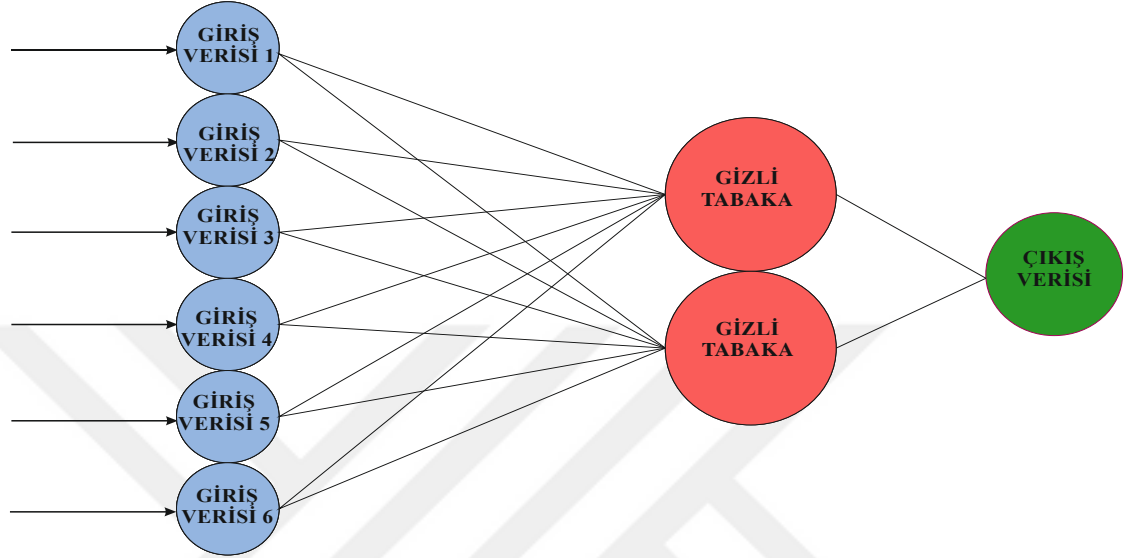 GİRİŞ
VERİSİ 1
GİRİŞ
VERİSİ 2
GİRİŞ
VERİSİ 3
GİRİŞ
VERİSİ 4
GİRİŞ
VERİSİ 5
GİRİŞ
VERİSİ 6
GİZLİ
TABAKA
GİZLİ
TABAKA
ÇIKIŞ
VERİSİ